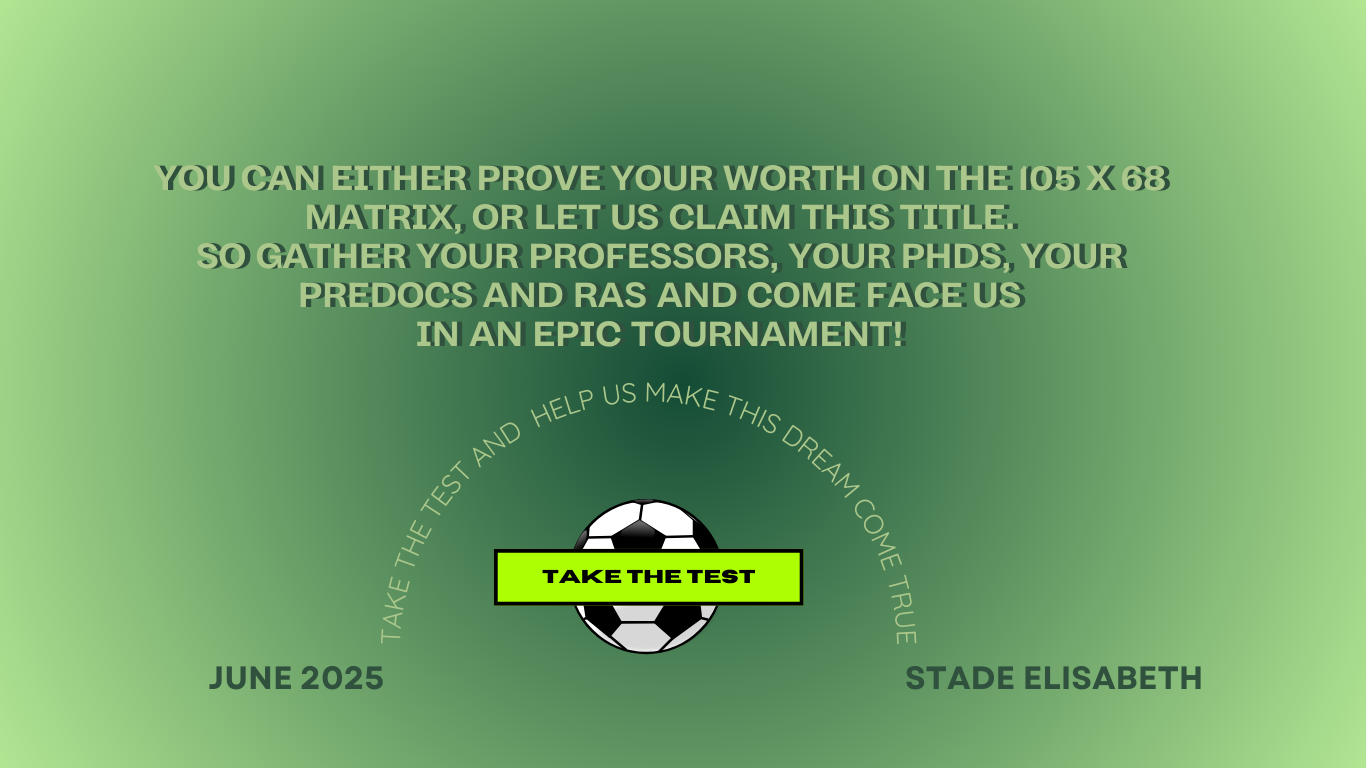 YOU CAN EITHER PROVE YOUR WORTH ON THE 105 X 68
MATRIX, OR LET US CLAIM THIS TITLE.
SO GATHER YOUR PROFESSORS, YOUR PHDS, YOUR
PREDOCS AND RAS AND COME FACE US
IN AN EPIC TOURNAMENT!
TAKE THE TEST AND HELP US MAKE THIS DREAM COME TRUE
TAKE THE TEST
JUNE 2025
STADE ELISABETH